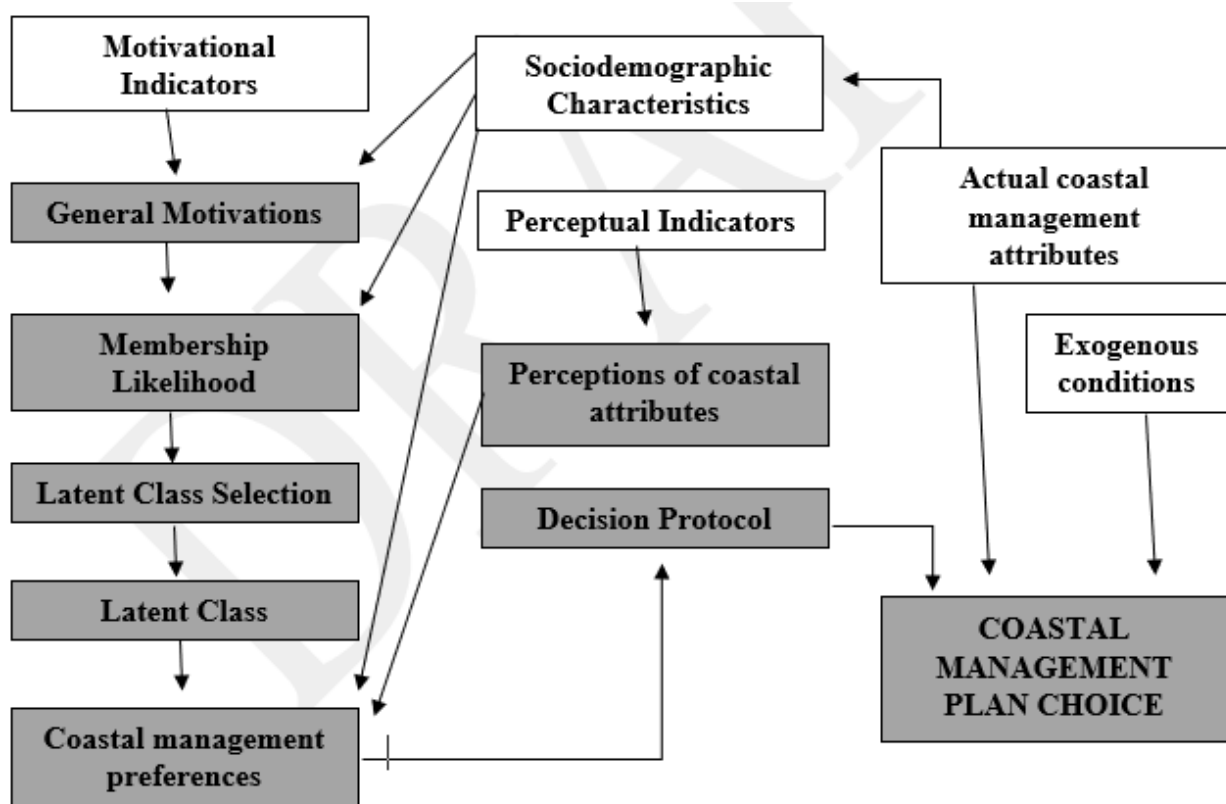 Motivational
Indicators
Sociodemographic
Characteristics
Actual coastal
management
attributes
General Motivations
Perceptual Indicators
Membership
Likelihood
Perceptions of coastal
attributes
Exogenous
conditions
Latent Class Selection
Decision Protocol
Latent Class
COASTAL
MANAGEMENT
PLAN CHOICE
Coastal management
preferences
DRAFT